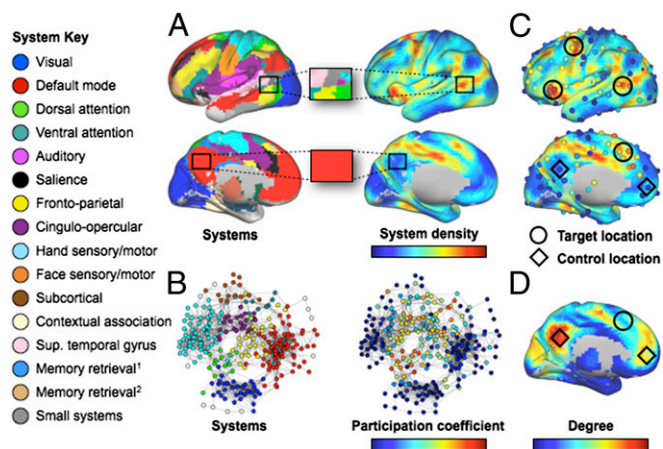 System Key
Visual
Default mode
Dorsal attention
Ventral attention
Auditory
Salience
Fronto-parietal
Cingulo-opercular
Hand sensory/motor
Face sensory/motor
Subcortical
Contextual association
Sup. temporal gyrus
Memory retrieval¹
Memory retrieval²
Small systems
A
Systems
System density
B
Systems
Participation coefficient
C
Target location
Control location
D
Degree